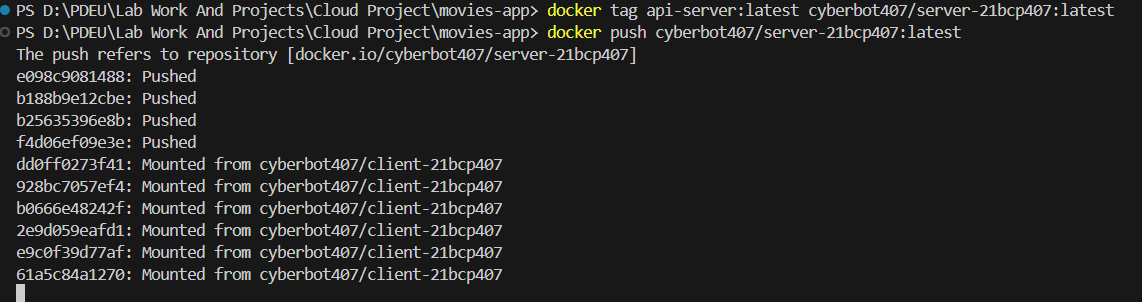 PS D:\PDEU\Lab Work And Projects\Cloud Project\movies-app> docker tag api-server:latest cyberbot407/server-21bcp407:latest
PS D:\PDEU\Lab Work And Projects\Cloud Project\movies-app> docker push cyberbot407/server-21bcp407:latest
The push refers to repository [docker.io/cyberbot407/server-21bcp407]
e098c9081488: Pushed
b188b9e12cbe: Pushed
b25635396e8b: Pushed
f4d06ef09e3e: Pushed
dd0ff0273f41: Mounted from cyberbot407/client-21bcp407
928bc7057ef4: Mounted from cyberbot407/client-21bcp407
b0666e48242f: Mounted from cyberbot407/client-21bcp407
2e9d059eafd1: Mounted from cyberbot407/client-21bcp407
e9c0f39d77af: Mounted from cyberbot407/client-21bcp407
61a5c84a1270: Mounted from cyberbot407/client-21bcp407